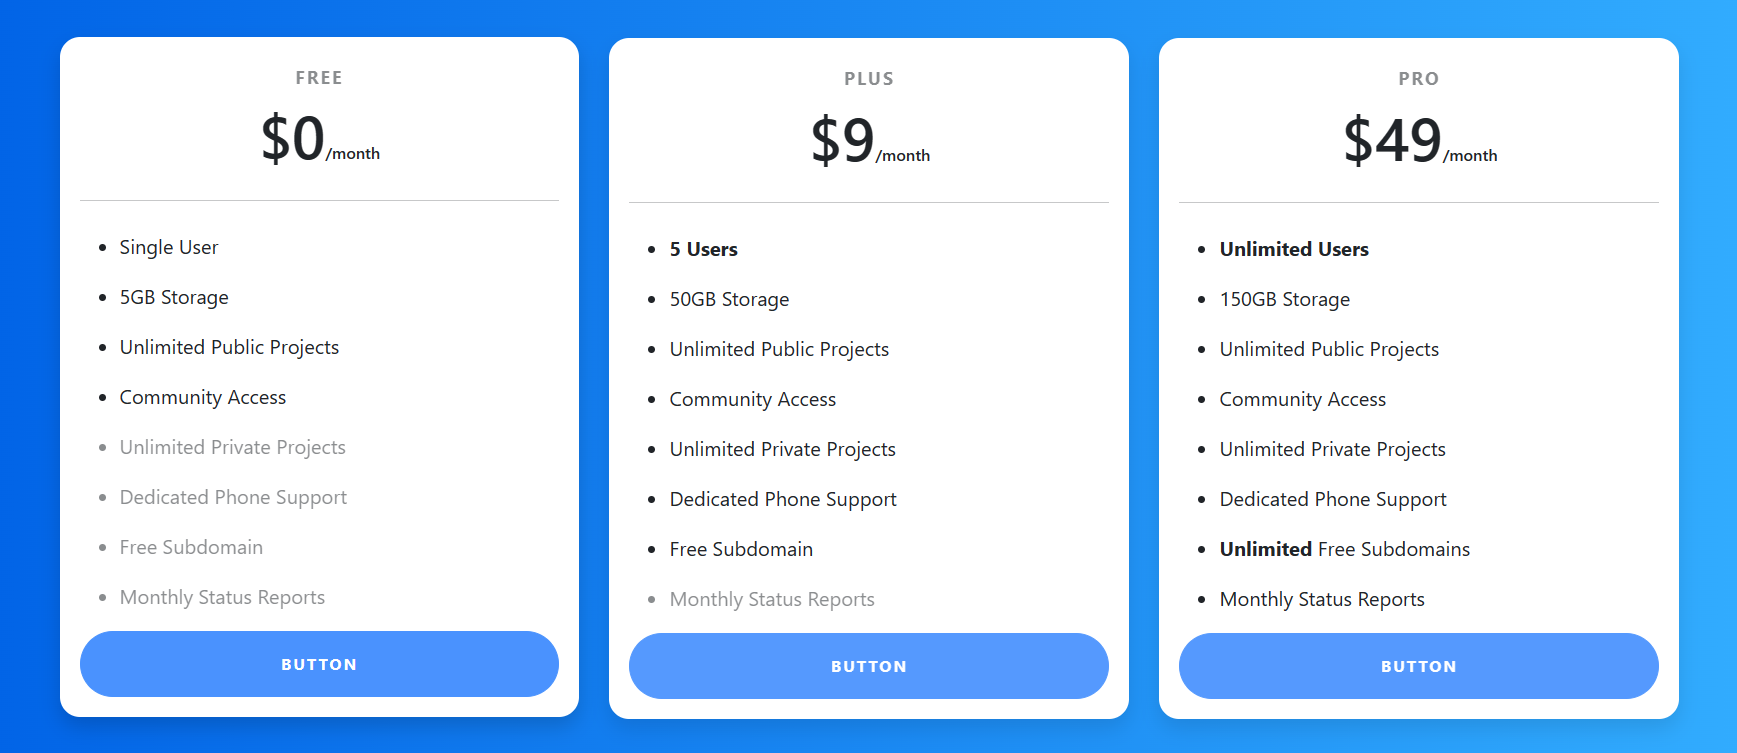 FREE
$0/month
Single User
5GB Storage
Unlimited Public Projects
Community Access
Unlimited Private Projects
Dedicated Phone Support
Free Subdomain
Monthly Status Reports
BUTTON
PLUS
$9/month
5 Users
50GB Storage
Unlimited Public Projects
Community Access
Unlimited Private Projects
Dedicated Phone Support
Free Subdomain
Monthly Status Reports
BUTTON
PRO
$49/month
Unlimited Users
150GB Storage
Unlimited Public Projects
Community Access
Unlimited Private Projects
Dedicated Phone Support
Unlimited Free Subdomains
Monthly Status Reports
BUTTON